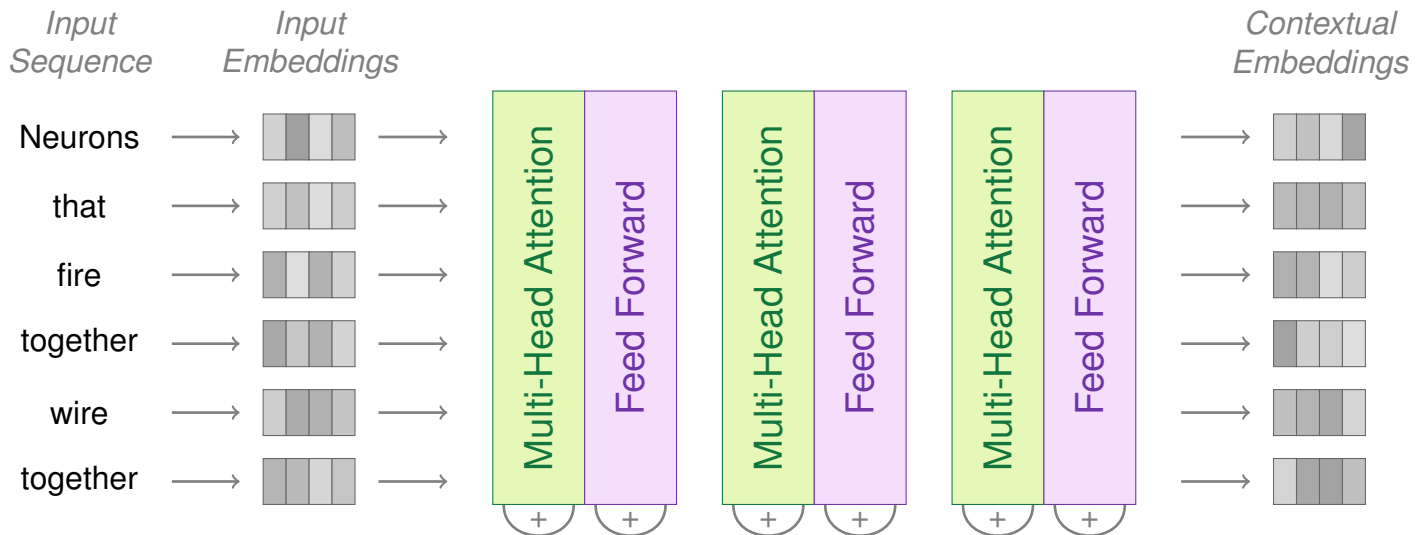 Input
Sequence
Input
Embeddings
Contextual
Embeddings
Neurons
that
fire
together
wire
together
Multi-Head Attention
Feed Forward
Multi-Head Attention
Feed Forward
Multi-Head Attention
Feed Forward
+
+
+
+
+
+